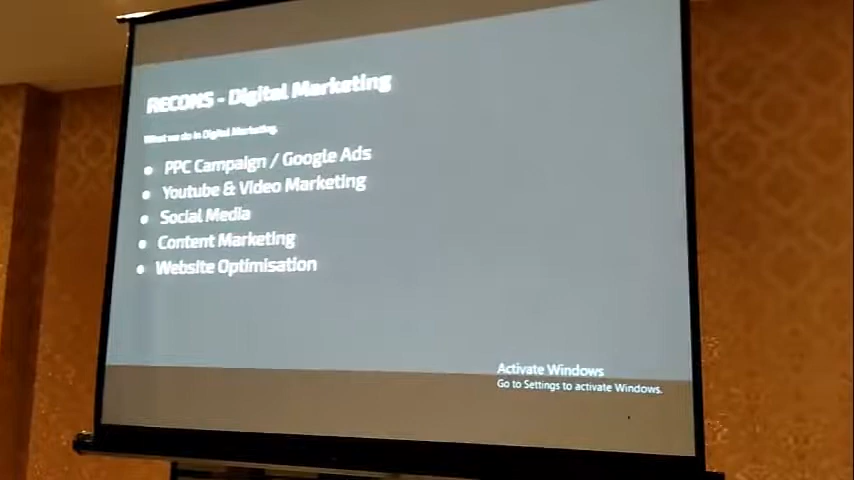 RECONS - Digital Marketing
What we do in Digital Marketing.
PPC Campaign / Google Ads
Youtube & Video Marketing
Social Media
Content Marketing
Website Optimisation
Activate Windows
Go to Settings to activate Windows.